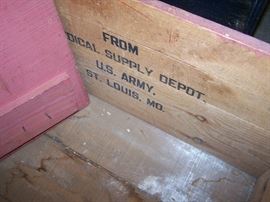 FROM
DICAL SUPPLY DEPOT.
U.S. ARMY.
ST. LOUIS, MO.